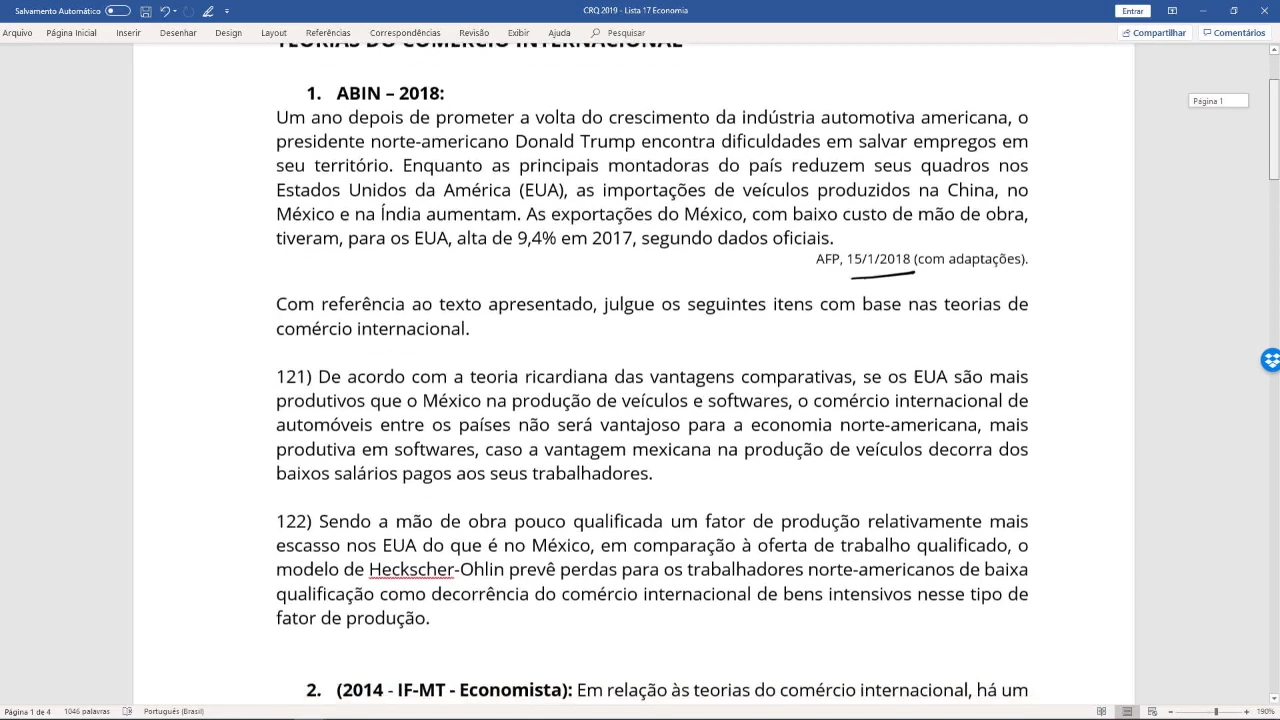 Salvamento Automático
CRQ 2019 - Lista 17 Economia
Entrar
Arquivo Página Inicial Inserir Desenhar Design Layout Referências Correspondências Revisão Exibir Ajuda Pesquisar Compartilhar Comentários
TEORIAS DO COMÉRCIO INTERNACIONAL
1. ABIN – 2018:
Página 1
Um ano depois de prometer a volta do crescimento da indústria automotiva americana, o
presidente norte-americano Donald Trump encontra dificuldades em salvar empregos em
seu território. Enquanto as principais montadoras do país reduzem seus quadros nos
Estados Unidos da América (EUA), as importações de veículos produzidos na China, no
México e na Índia aumentam. As exportações do México, com baixo custo de mão de obra,
tiveram, para os EUA, alta de 9,4% em 2017, segundo dados oficiais.
AFP, 15/1/2018 (com adaptações).
Com referência ao texto apresentado, julgue os seguintes itens com base nas teorias de
comércio internacional.
121) De acordo com a teoria ricardiana das vantagens comparativas, se os EUA são mais
produtivos que o México na produção de veículos e softwares, o comércio internacional de
automóveis entre os países não será vantajoso para a economia norte-americana, mais
produtiva em softwares, caso a vantagem mexicana na produção de veículos decorra dos
baixos salários pagos aos seus trabalhadores.
122) Sendo a mão de obra pouco qualificada um fator de produção relativamente mais
escasso nos EUA do que é no México, em comparação à oferta de trabalho qualificado, o
modelo de Heckscher-Ohlin prevê perdas para os trabalhadores norte-americanos de baixa
qualificação como decorrência do comércio internacional de bens intensivos nesse tipo de
fator de produção.
2. (2014 - IF-MT - Economista): Em relação às teorias do comércio internacional, há um
Página 1 de 4 1046 palavras Português (Brasil) 190%